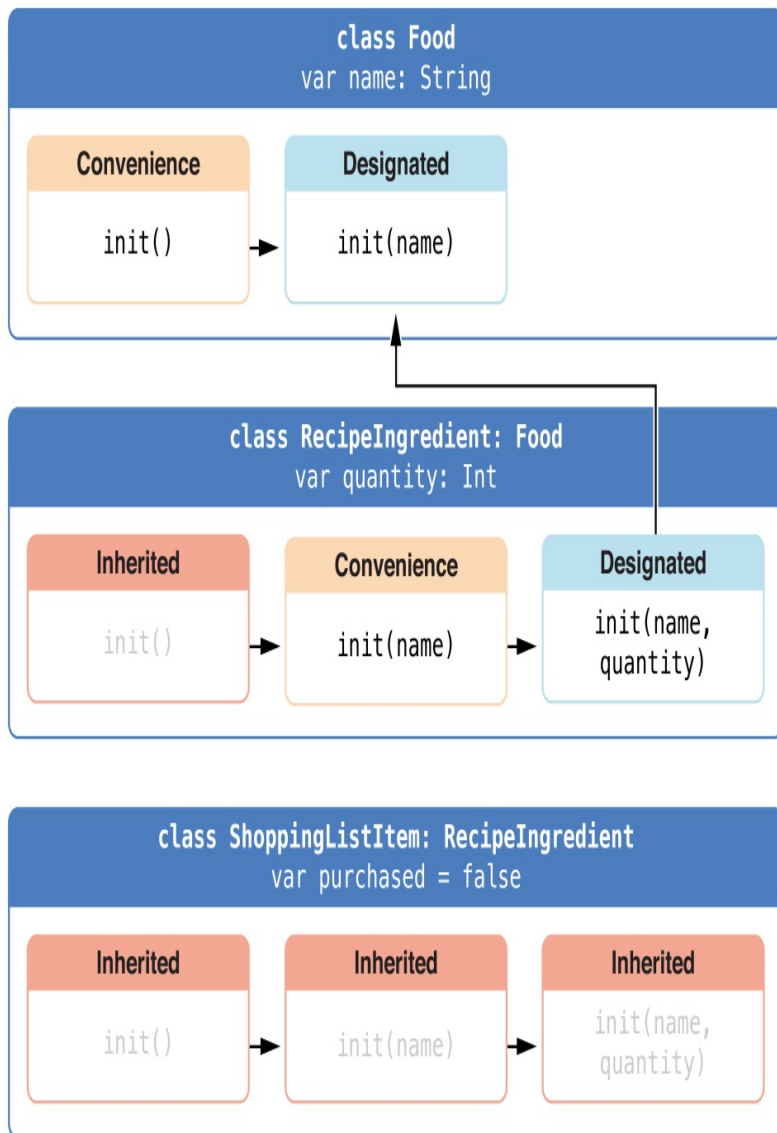 class Food
var name: String
Convenience
Designated
init()
init(name)
class RecipeIngredient: Food
var quantity: Int
Inherited
Convenience
Designated
init()
init(name)
init(name,
quantity)
class ShoppingListItem: RecipeIngredient
var purchased = false
Inherited
Inherited
Inherited
init()
init(name)
init(name,
quantity)